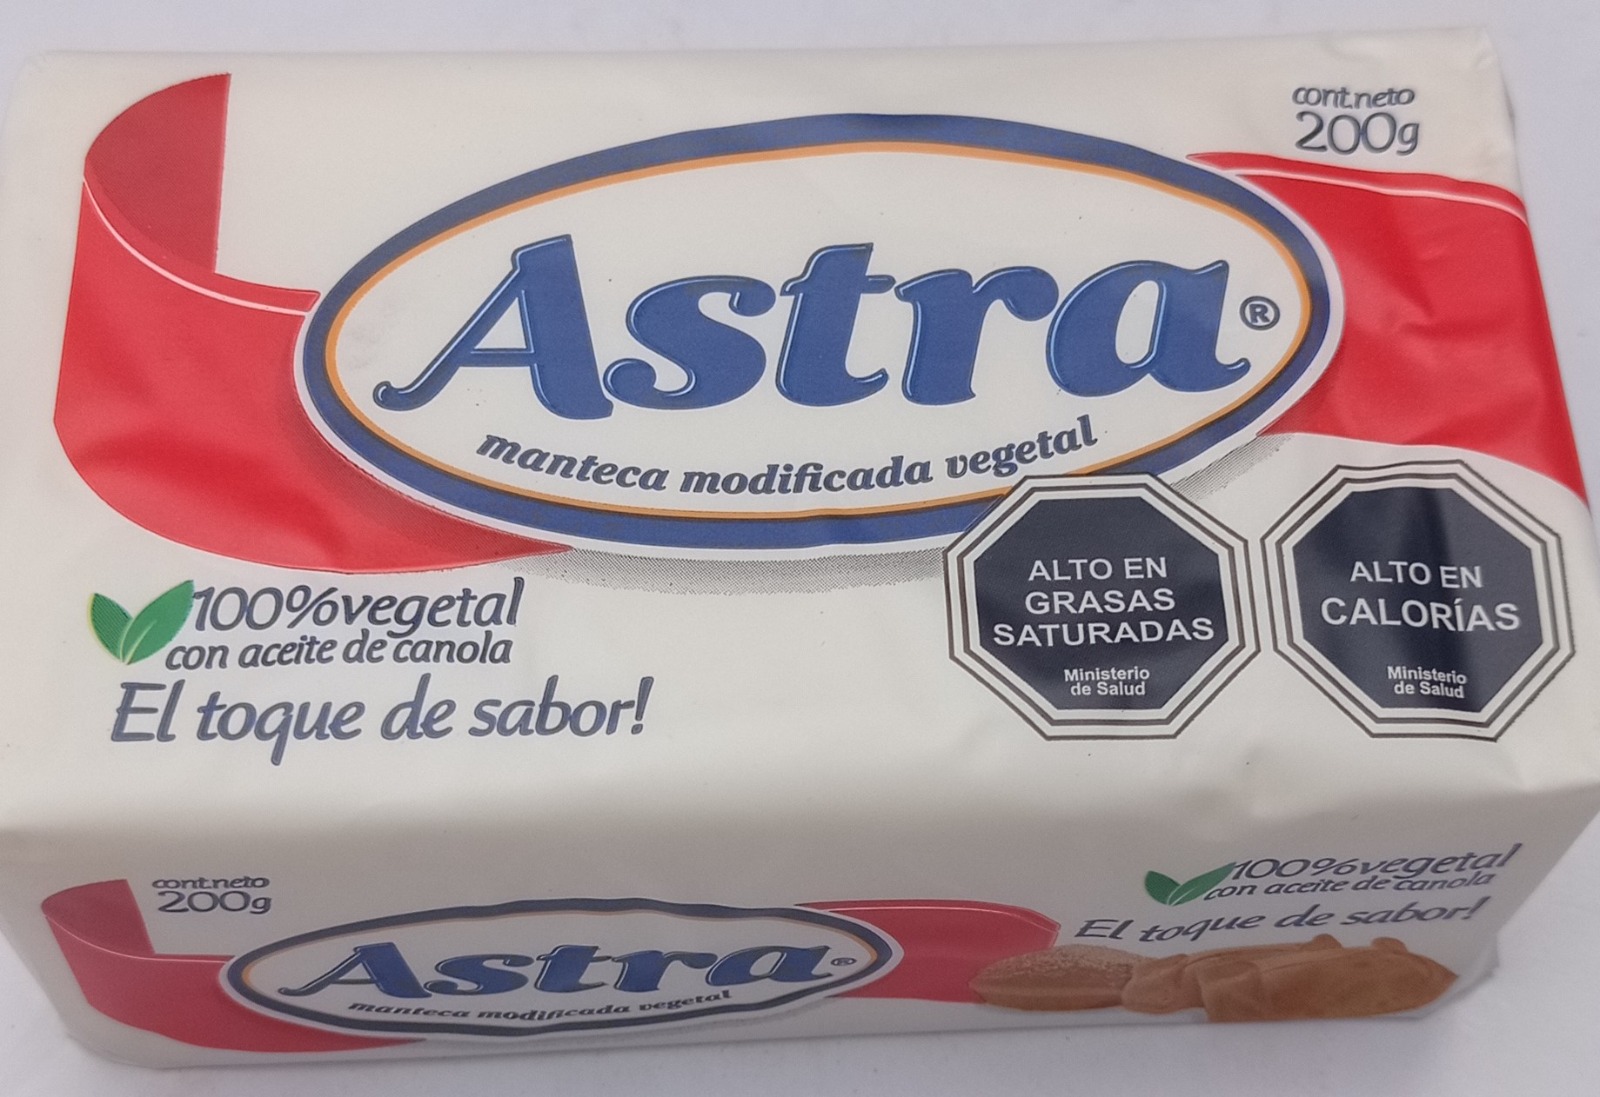 cont.neto
200g
Astra®
manteca modificada vegetal
100%vegetal
con aceite de canola
El toque de sabor!
ALTO EN
GRASAS
SATURADAS
Ministerio
de Salud
ALTO EN
CALORÍAS
Ministerio
de Salud
cont.neto
200g
Astra®
manteca modificada vegetal
100%vegetal
con aceite de canola
El toque de sabor!